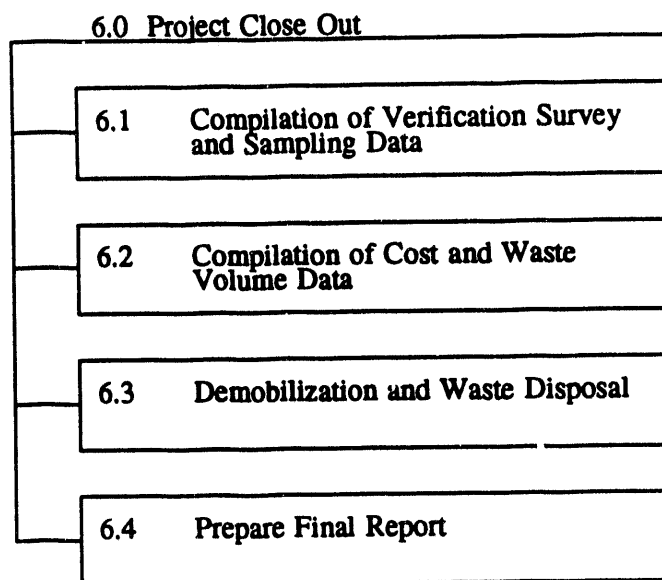 6.0 Project Close Out
6.1 Compilation of Verification Survey
and Sampling Data
6.2 Compilation of Cost and Waste
Volume Data
6.3 Demobilization and Waste Disposal
6.4 Prepare Final Report